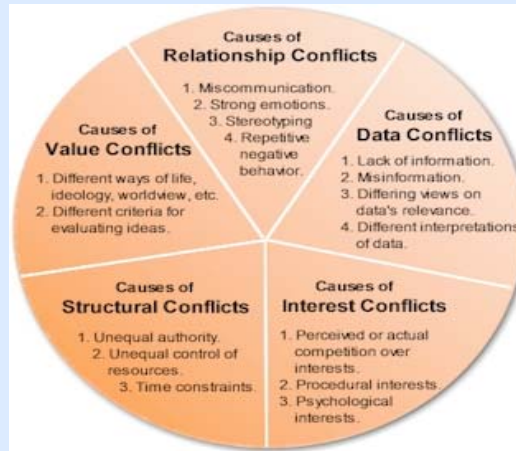 Causes of
Relationship Conflicts
1. Miscommunication.
2. Strong emotions.
3. Stereotyping
4. Repetitive
negative
behavior.
Causes of
Data Conflicts
1. Lack of information.
2. Misinformation.
3. Differing views on
data's relevance.
4. Different interpretations
of data.
Causes of
Interest Conflicts
1. Perceived or actual
competition over
interests.
2. Procedural interests.
3. Psychological
interests.
Causes of
Structural Conflicts
1. Unequal authority.
2. Unequal control of
resources.
3. Time constraints.
Causes of
Value Conflicts
1. Different ways of life,
ideology, worldview, etc.
2. Different criteria for
evaluating ideas.